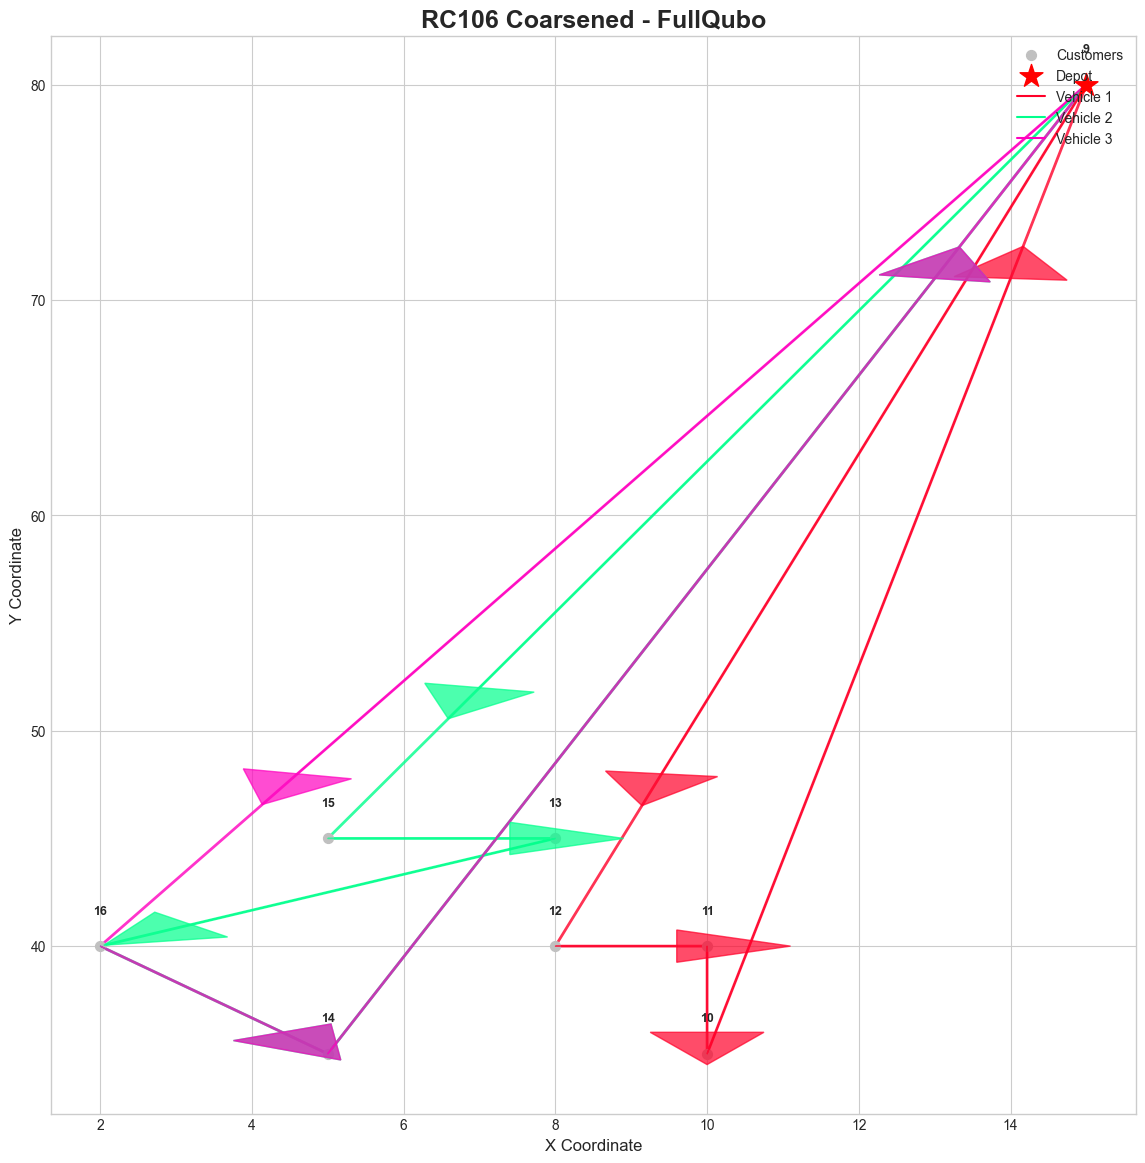 RC106 Coarsened - FullQubo
9
Customers
Depot
Vehicle 1
Vehicle 2
Vehicle 3
80
70
60
50
40
15
13
16
12
11
14
10
2
4
6
8
10
12
14
Y Coordinate
X Coordinate